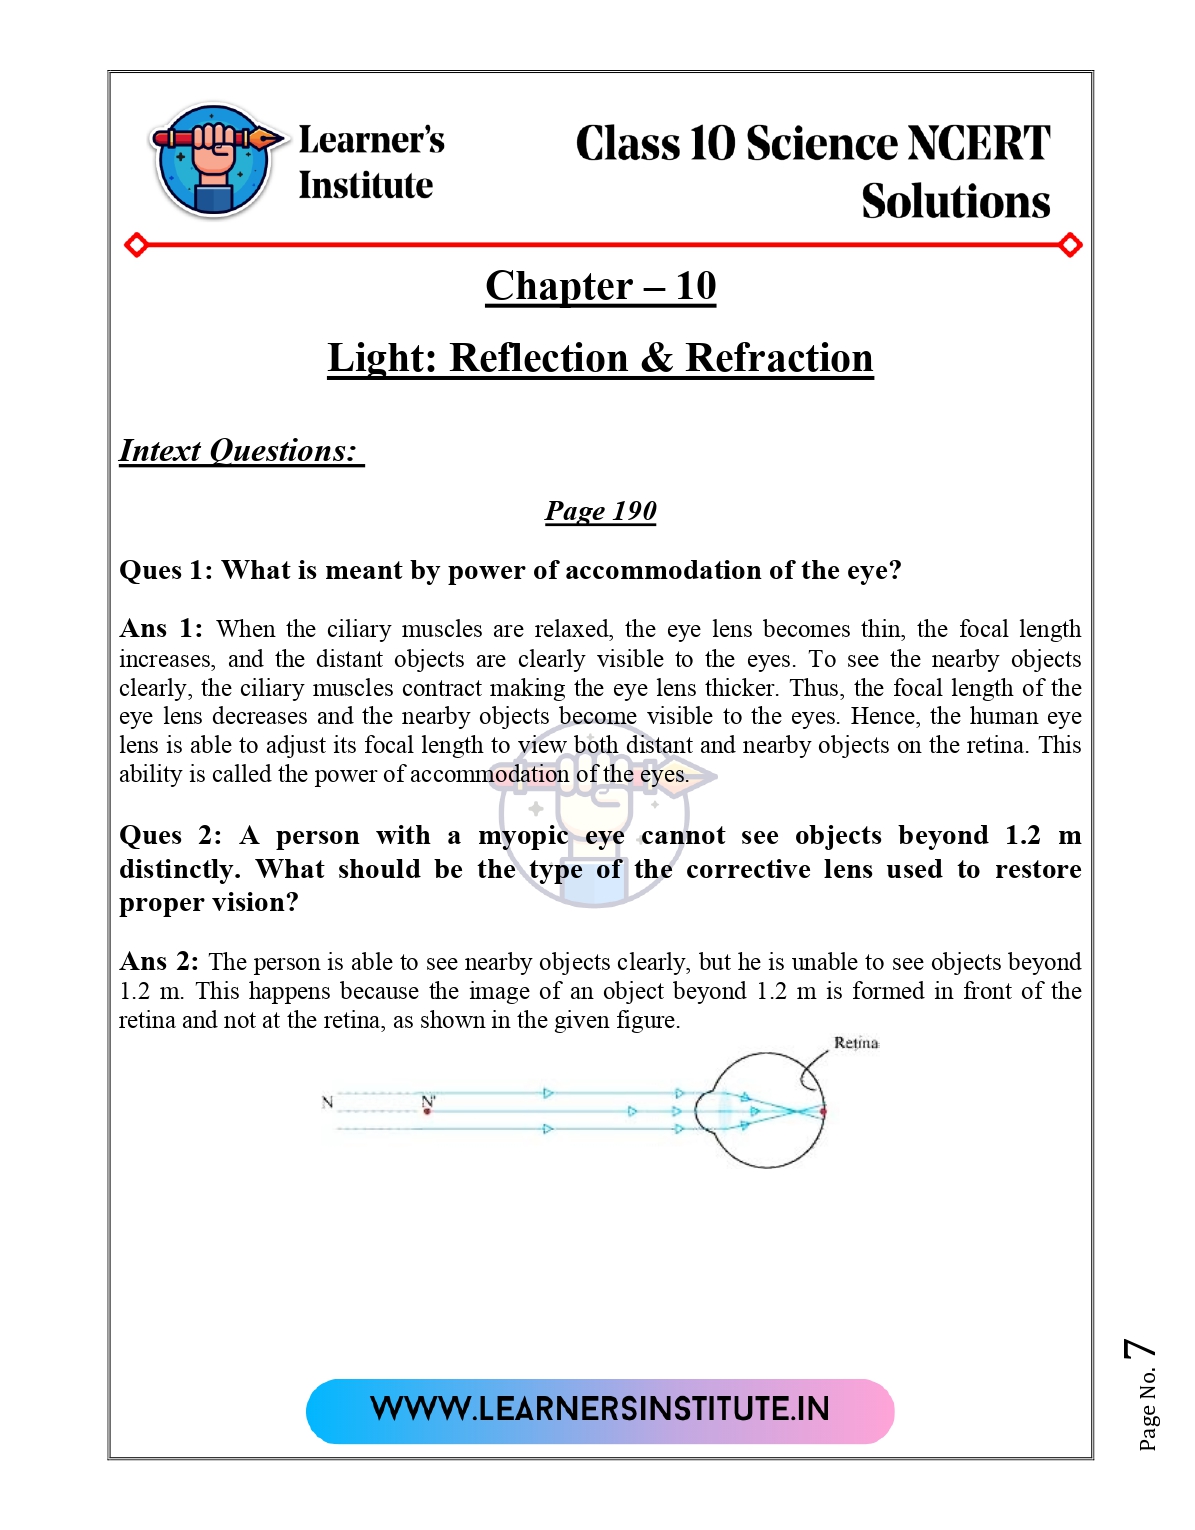 Learner's
Institute
Class 10 Science NCERT
Solutions
Chapter – 10
Light: Reflection & Refraction
Intext Questions:
Page 190
Ques 1: What is meant by power of accommodation of the eye?
Ans 1: When the ciliary muscles are relaxed, the eye lens becomes thin, the focal length
increases, and the distant objects are clearly visible to the eyes. To see the nearby objects
clearly, the ciliary muscles contract making the eye lens thicker. Thus, the focal length of the
eye lens decreases and the nearby objects become visible to the eyes. Hence, the human eye
lens is able to adjust its focal length to view both distant and nearby objects on the retina. This
ability is called the power of accommodation of the eyes.
Ques 2: A person with a myopic eye cannot see objects beyond 1.2 m
distinctly. What should be the type of the corrective lens used to restore
proper vision?
Ans 2: The person is able to see nearby objects clearly, but he is unable to see objects beyond
1.2 m. This happens because the image of an object beyond 1.2 m is formed in front of the
retina and not at the retina, as shown in the given figure.
Retina
N
N'
WWW.LEARNERSINSTITUTE.IN
Page No. 7